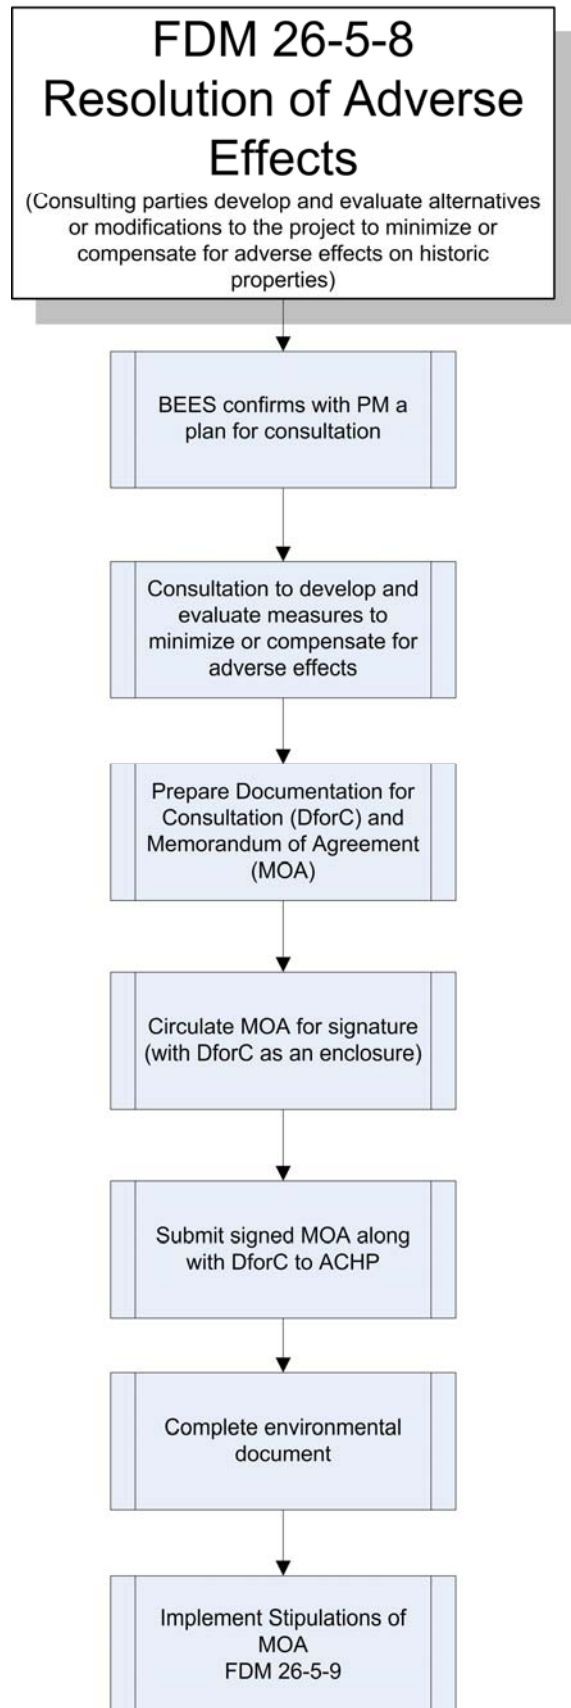 FDM 26-5-8
Resolution of Adverse
Effects
(Consulting parties develop and evaluate alternatives
or modifications to the project to minimize or
compensate for adverse effects on historic
properties)
BEES confirms with PM a
plan for consultation
Consultation to develop and
evaluate measures to
minimize or compensate for
adverse effects
Prepare Documentation for
Consultation (DforC) and
Memorandum of Agreement
(MOA)
Circulate MOA for signature
(with DforC as an enclosure)
Submit signed MOA along
with DforC to ACHP
Complete environmental
document
Implement Stipulations of
MOA
FDM 26-5-9